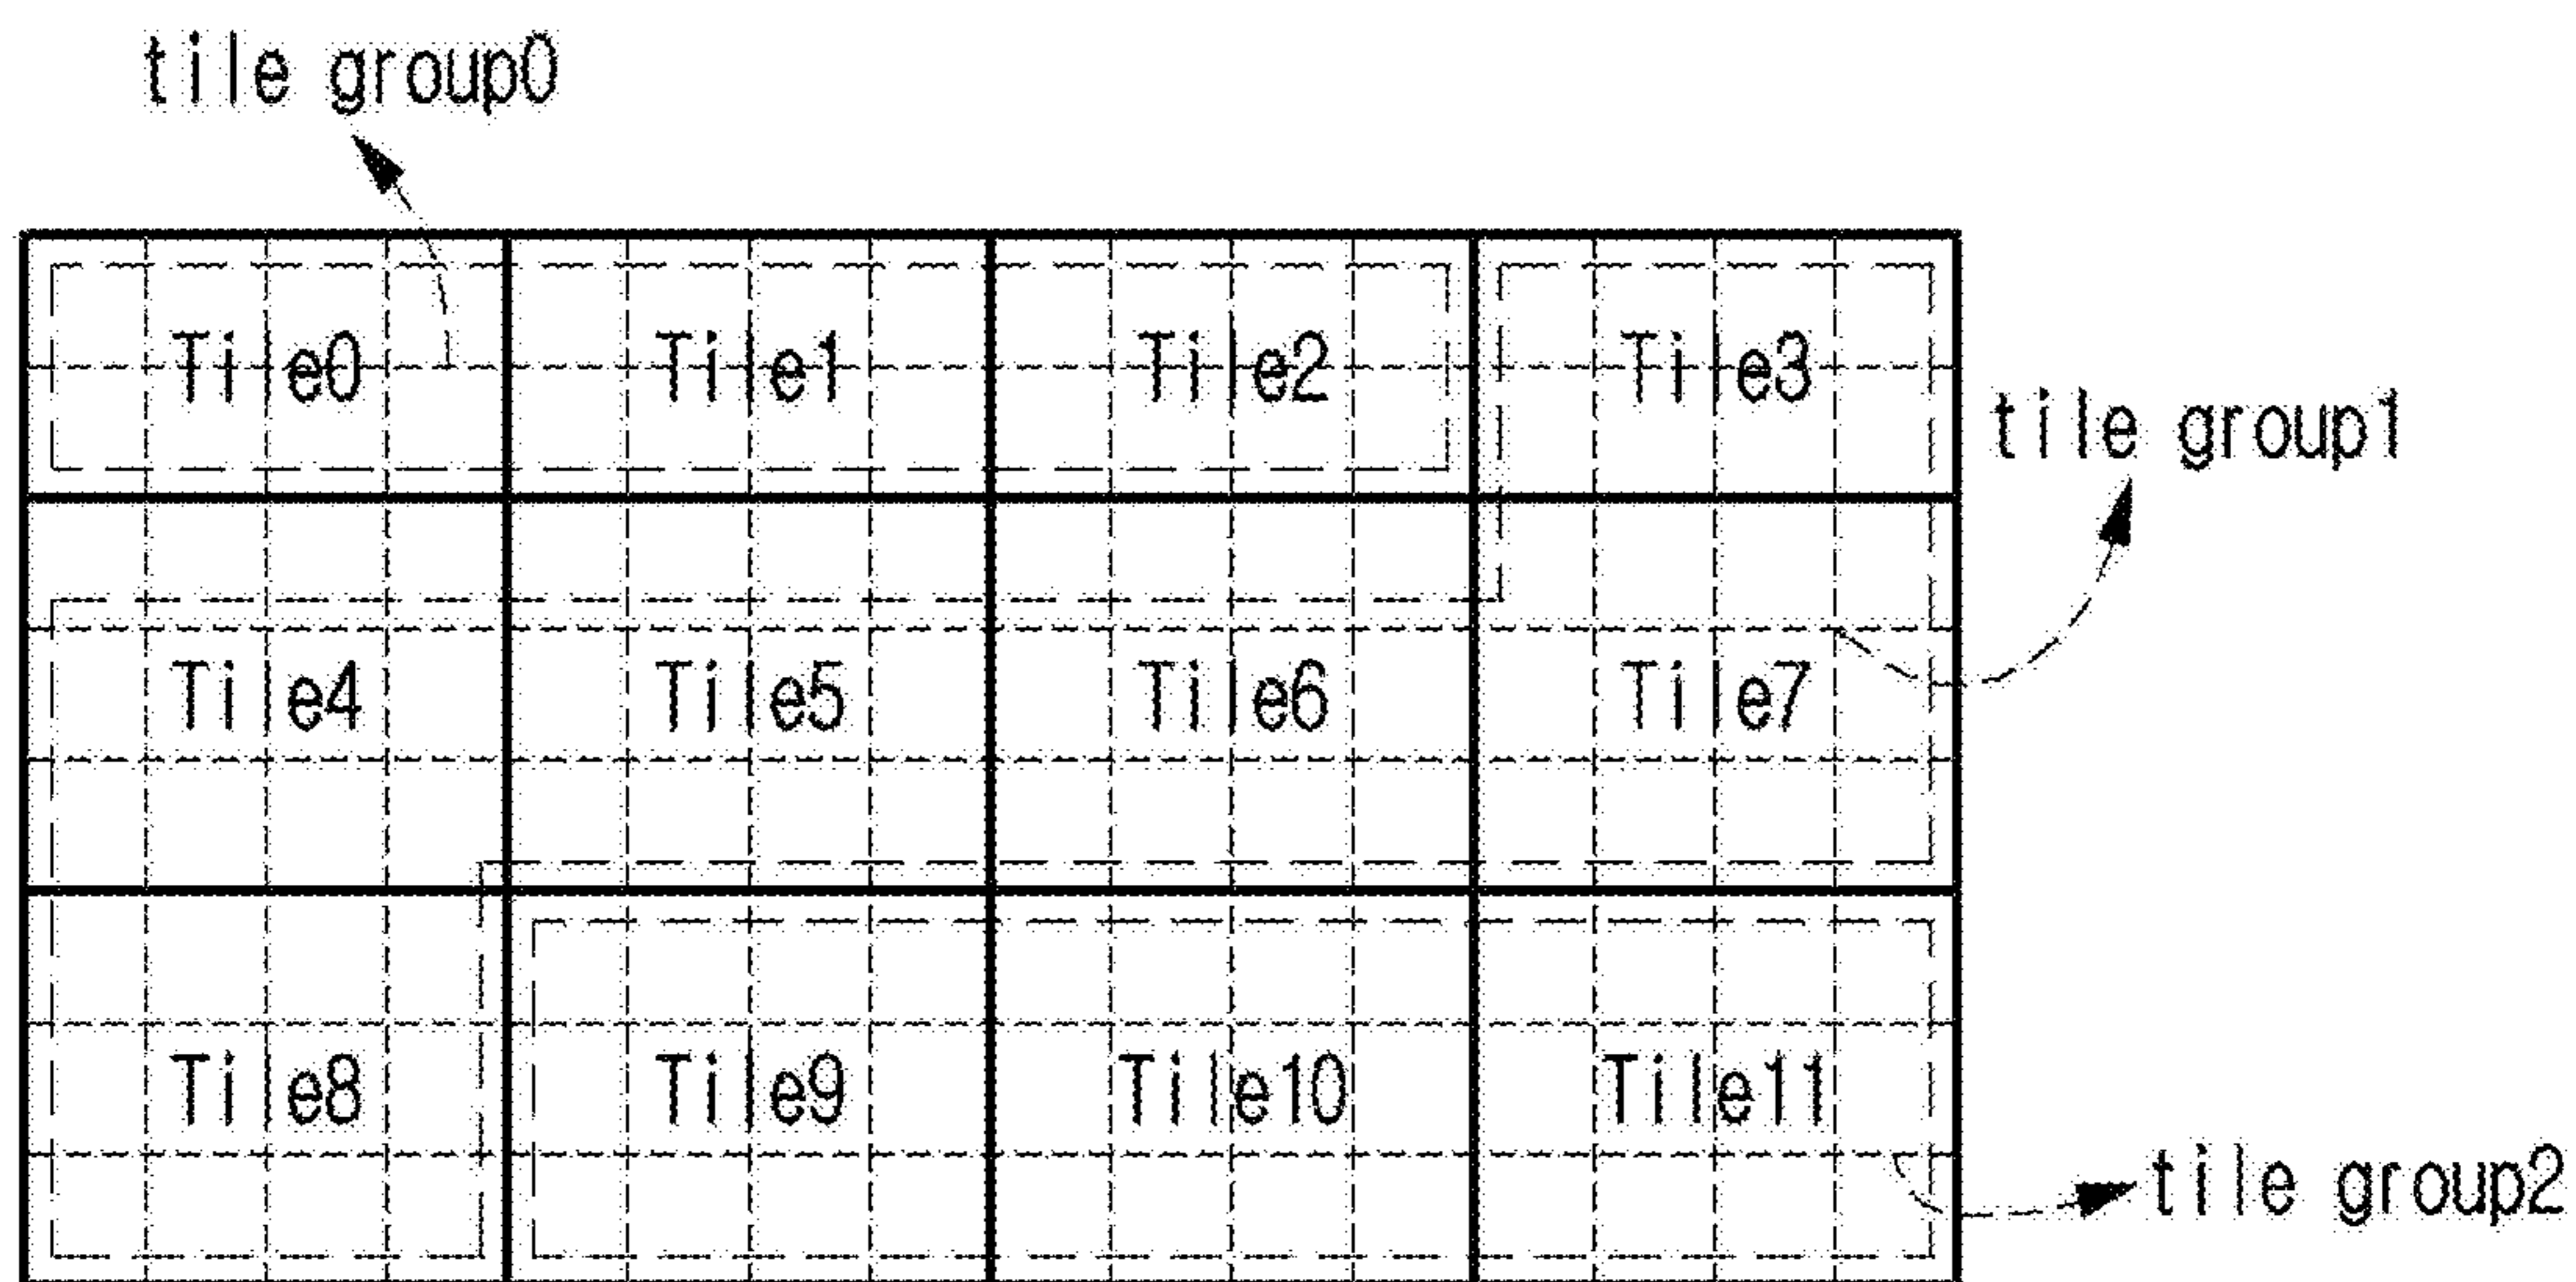 tile group0
Tile0 Tile1 Tile2 Tile3
tile group1
Tile4 Tile5 Tile6 Tile7
Tile8 Tile9 Tile10 Tile11
tile group2